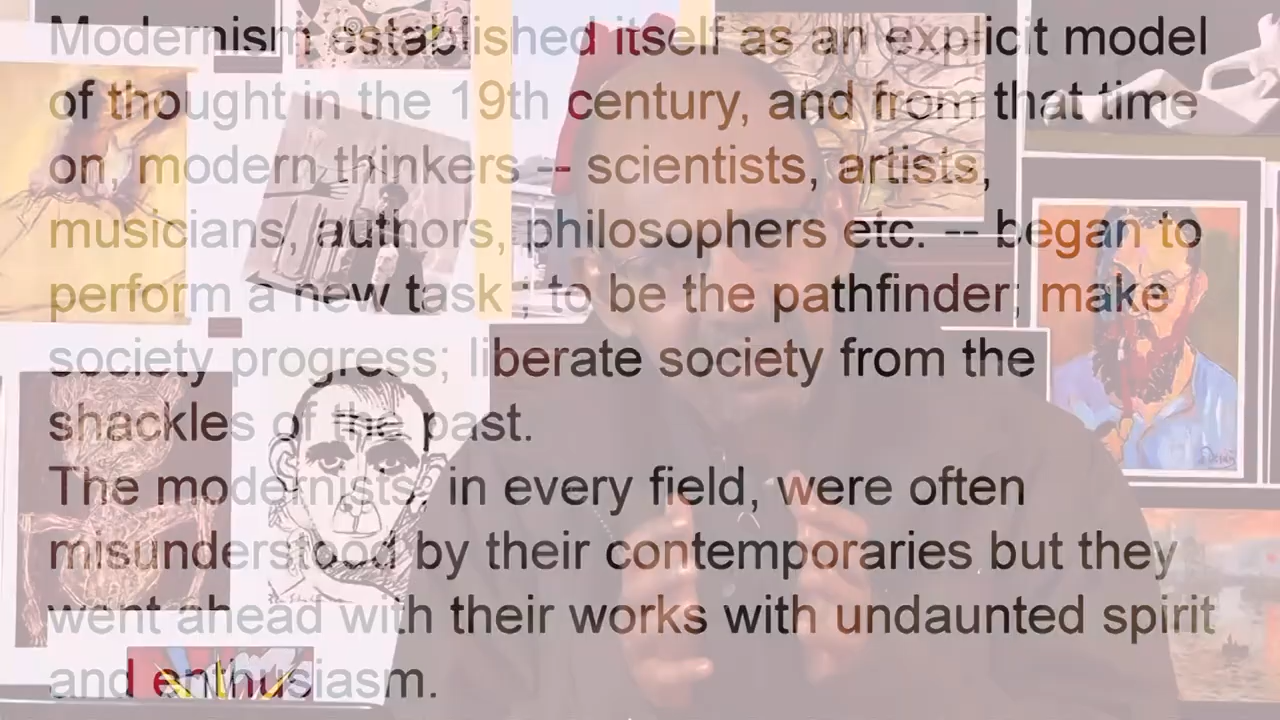 Modernism established itself as an explicit model
of thought in the 19th century, and from that time
on, modern thinkers -- scientists, artists,
musicians, authors, philosophers etc. -- began to
perform a new task ; to be the pathfinder; make
society progress; liberate society from the
shackles of the past.
The modernists, in every field, were often
misunderstood by their contemporaries but they
went ahead with their works with undaunted spirit
and enthusiasm.